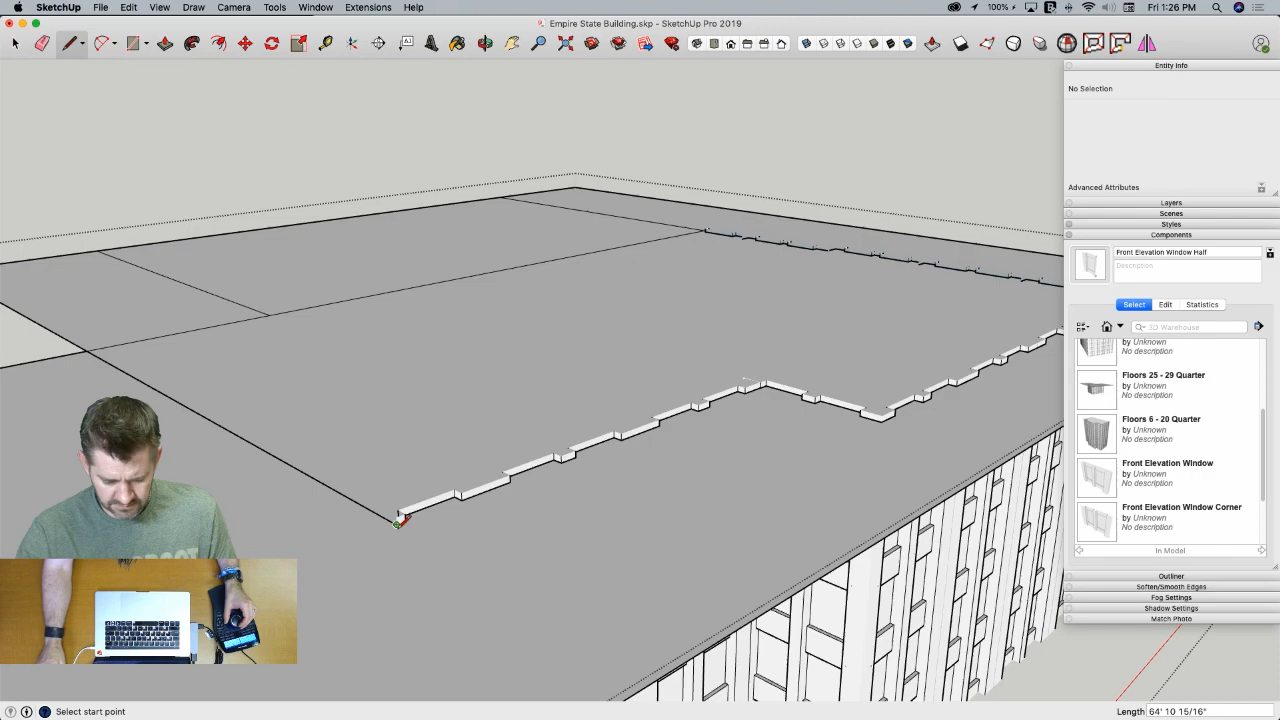 SketchUp File Edit View Draw Camera Tools Window Extensions Help 100% Fri 1:26 PM
Empire State Building.skp - SketchUp Pro 2019
Entity Info
No Selection
Advanced Attributes
Layers
Scenes
Styles
Components
Front Elevation Window Half
Description
Select Edit Statistics
3D Warehouse
by Unknown
No description
Floors 25 - 29 Quarter
by Unknown
No description
Floors 6 - 20 Quarter
by Unknown
No description
Front Elevation Window
by Unknown
No description
Front Elevation Window Corner
by Unknown
No description
In Model
Outliner
Soften/Smooth Edges
Fog Settings
Shadow Settings
Match Photo
Select start point
Length 64' 10 15/16"